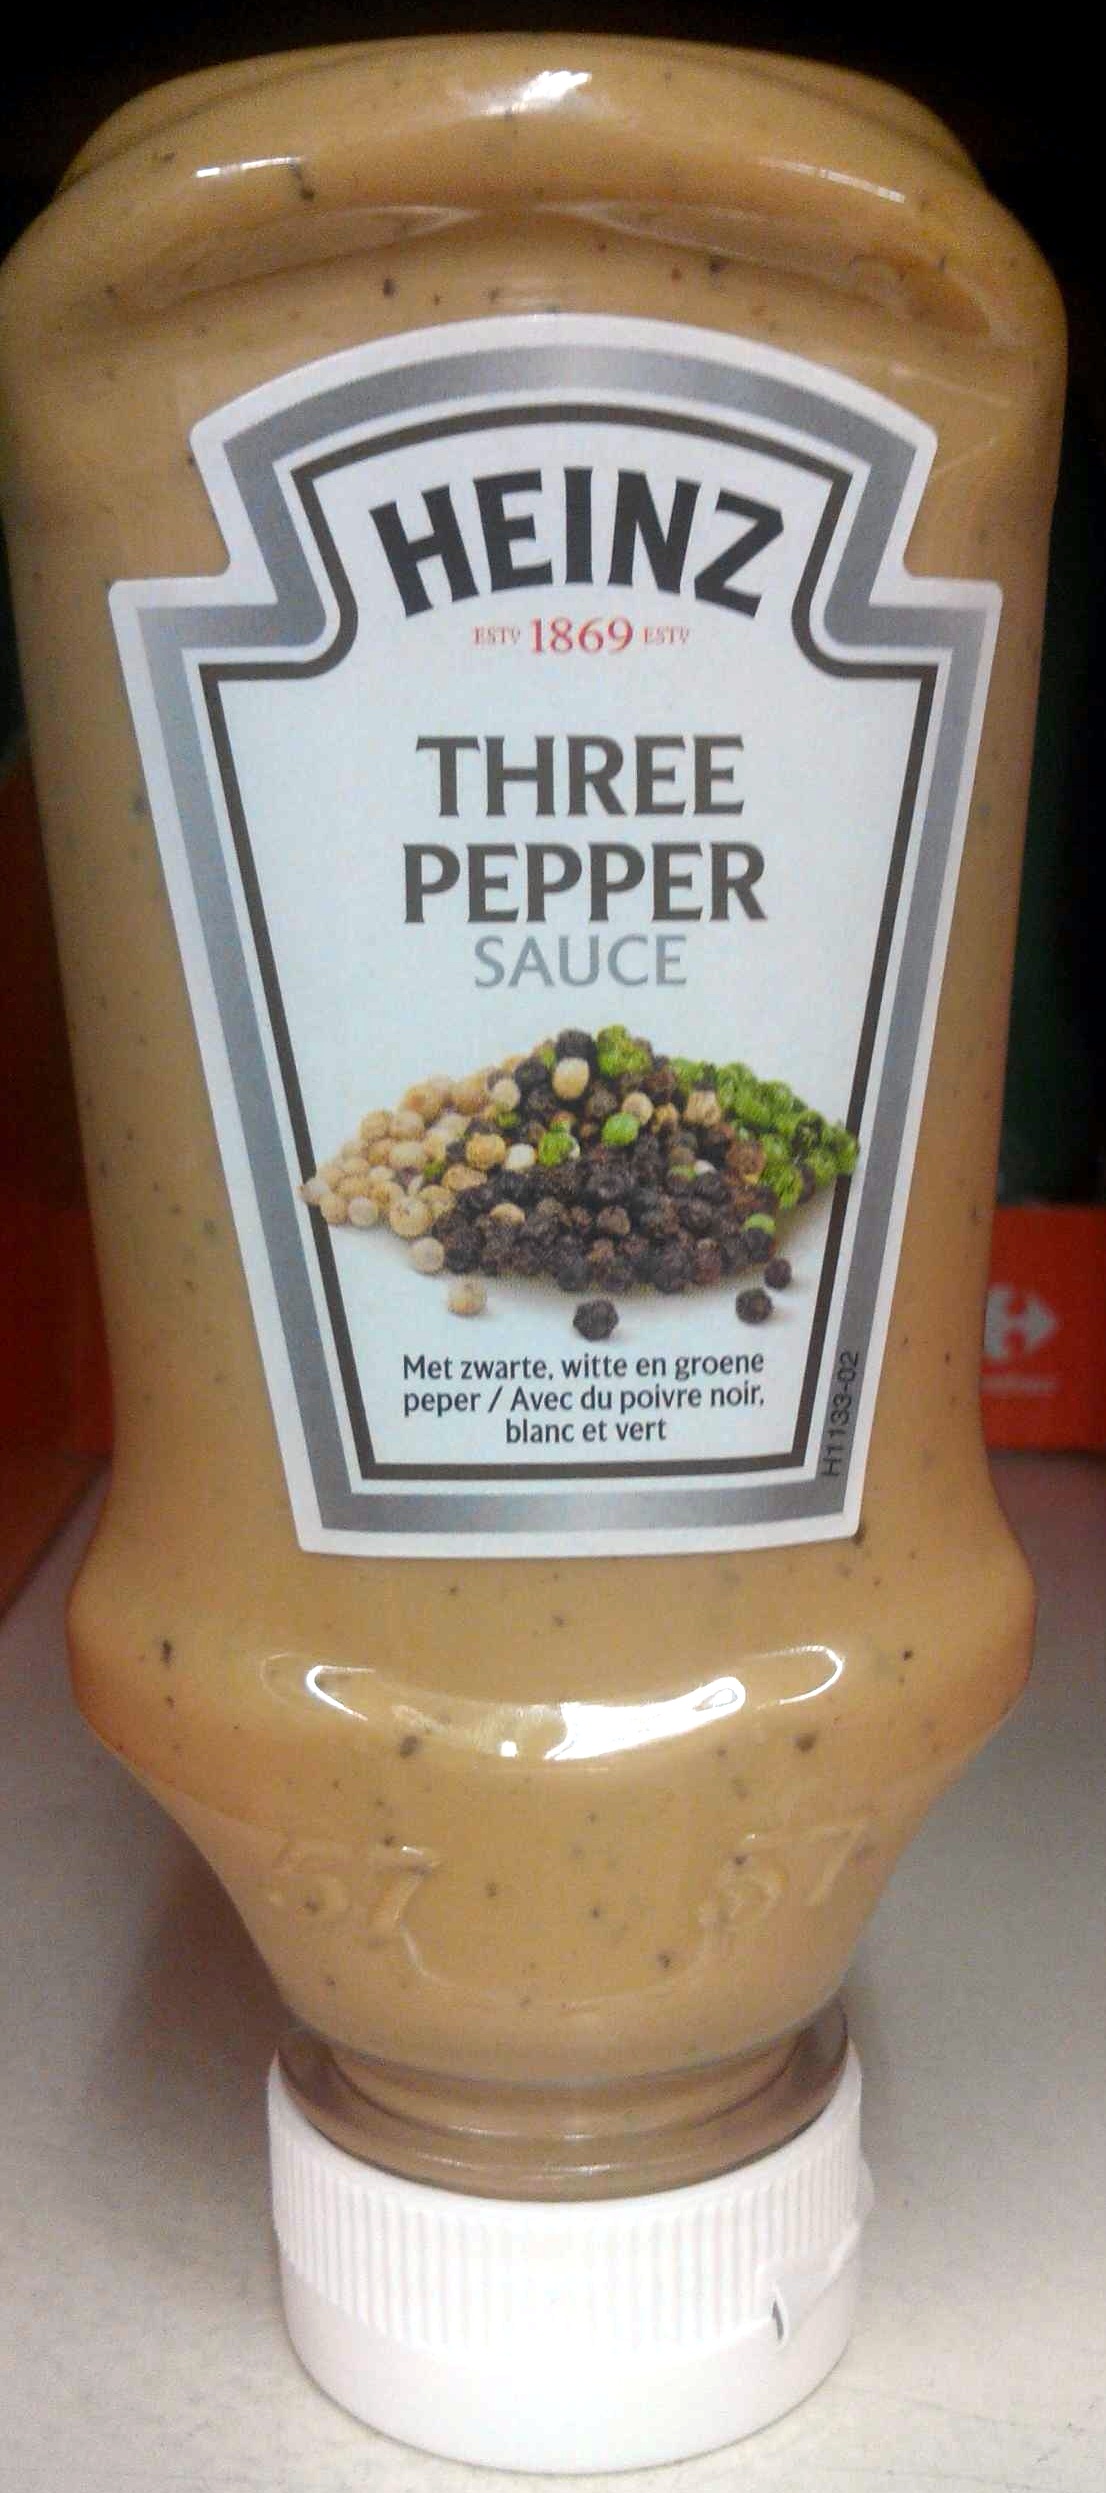 HEINZ
ESTD 1869 ESTD
THREE
PEPPER
SAUCE
Met zwarte, witte en groene
peper / Avec du poivre noir,
blanc et vert
H1133-02
57 57